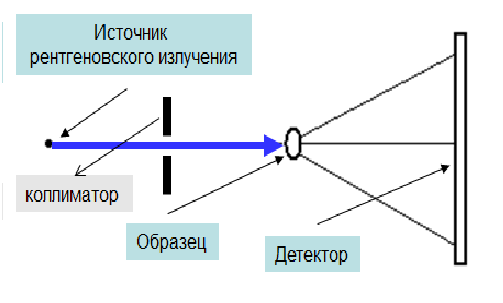 Источник
рентгеновского излучения
коллиматор
Образец
Детектор